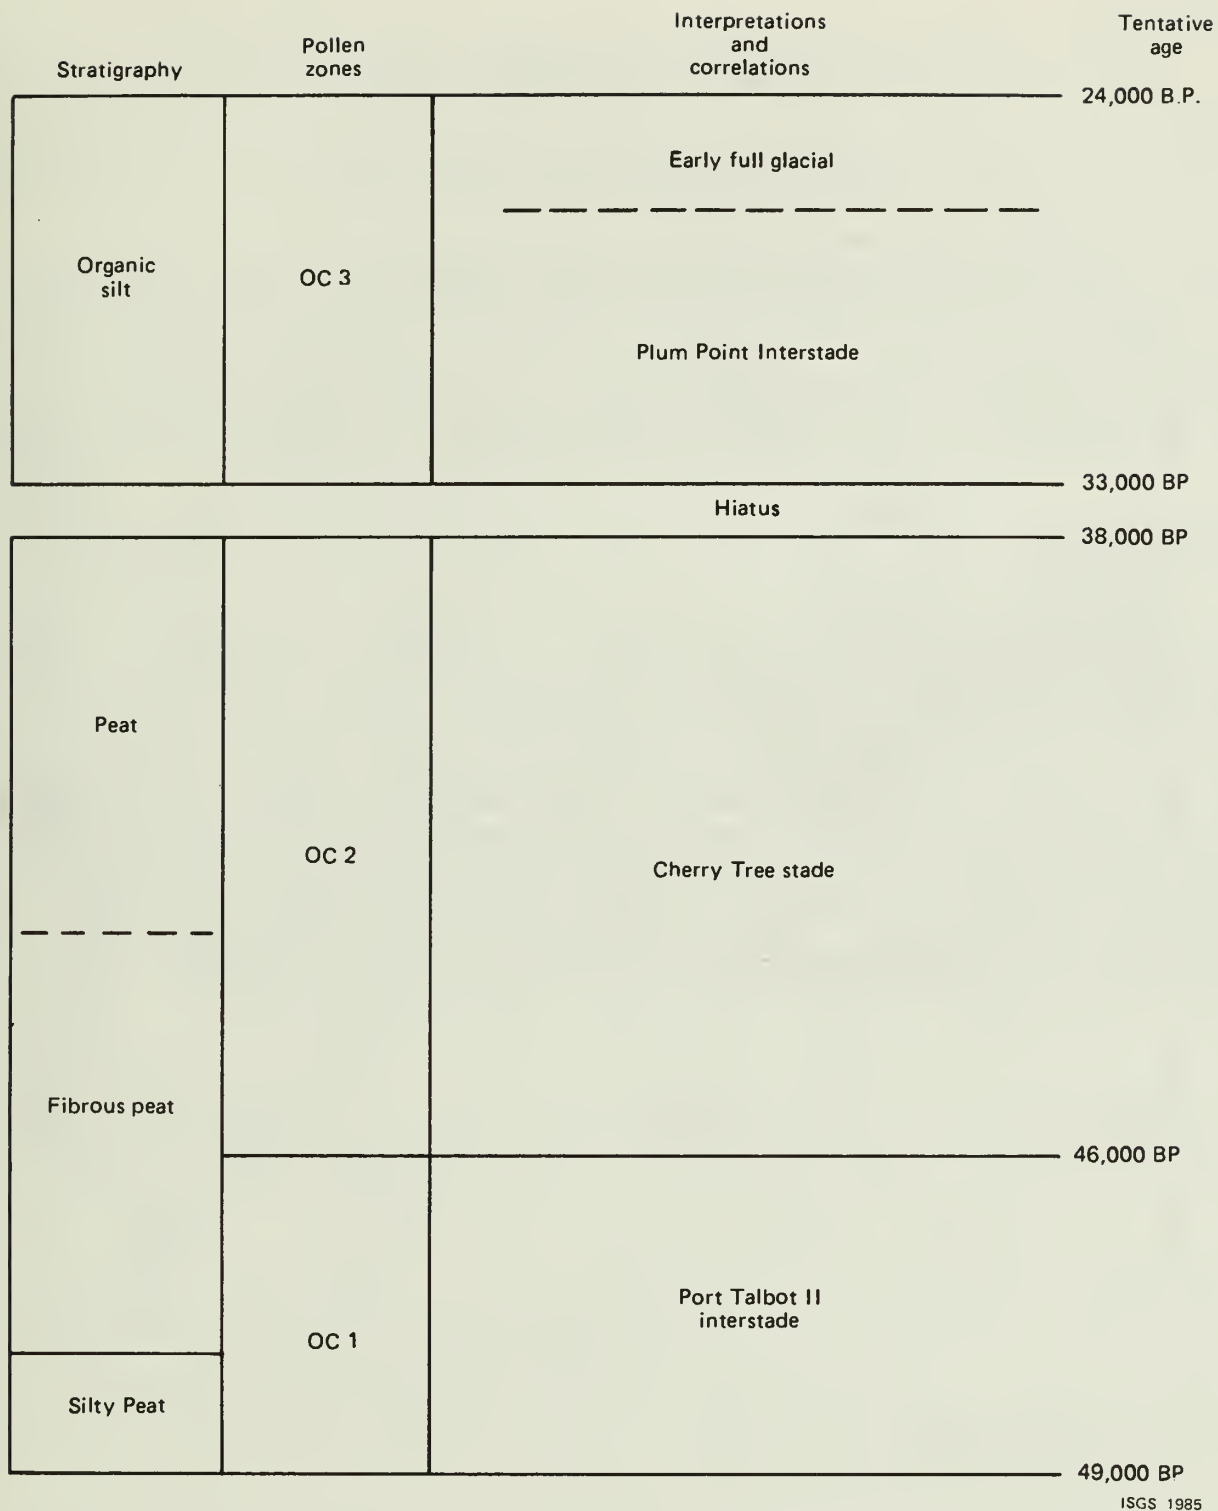 Stratigraphy
Pollen
zones
Interpretations
and
correlations
Tentative
age
24,000 B.P.
Early full glacial
Organic
silt
OC 3
Plum Point Interstade
33,000 BP
Hiatus
38,000 BP
Peat
OC 2
Cherry Tree stade
Fibrous peat
46,000 BP
Port Talbot II
interstade
OC 1
Silty Peat
49,000 BP
ISGS 1985